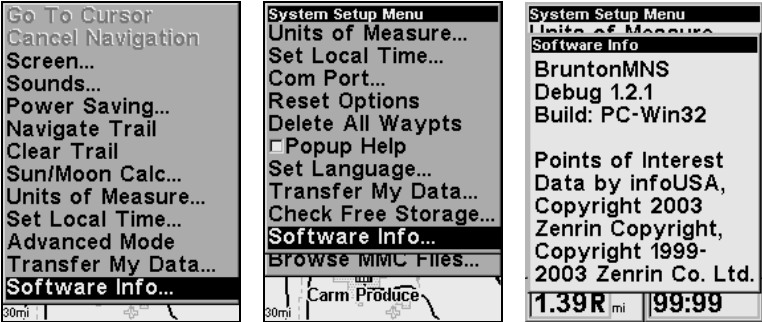 Go To Cursor
Cancel Navigation
Screen...
Sounds...
Power Saving...
Navigate Trail
Clear Trail
Sun/Moon Calc...
Units of Measure...
Set Local Time...
Advanced Mode
Transfer My Data...
Software Info...
30mi
System Setup Menu
Units of Measure...
Set Local Time...
Com Port...
Reset Options
Delete All Waypts
Popup Help
Set Language...
Transfer My Data...
Check Free Storage...
Software Info...
Browse MMC Files...
Carm Produce
30mi
System Setup Menu
Units of Measure
Software Info
BruntonMNS
Debug 1.2.1
Build: PC-Win32
Points of Interest
Data by infoUSA,
Copyright 2003
Zenrin Copyright,
Copyright 1999-
2003 Zenrin Co. Ltd.
1.39R mi 99:99